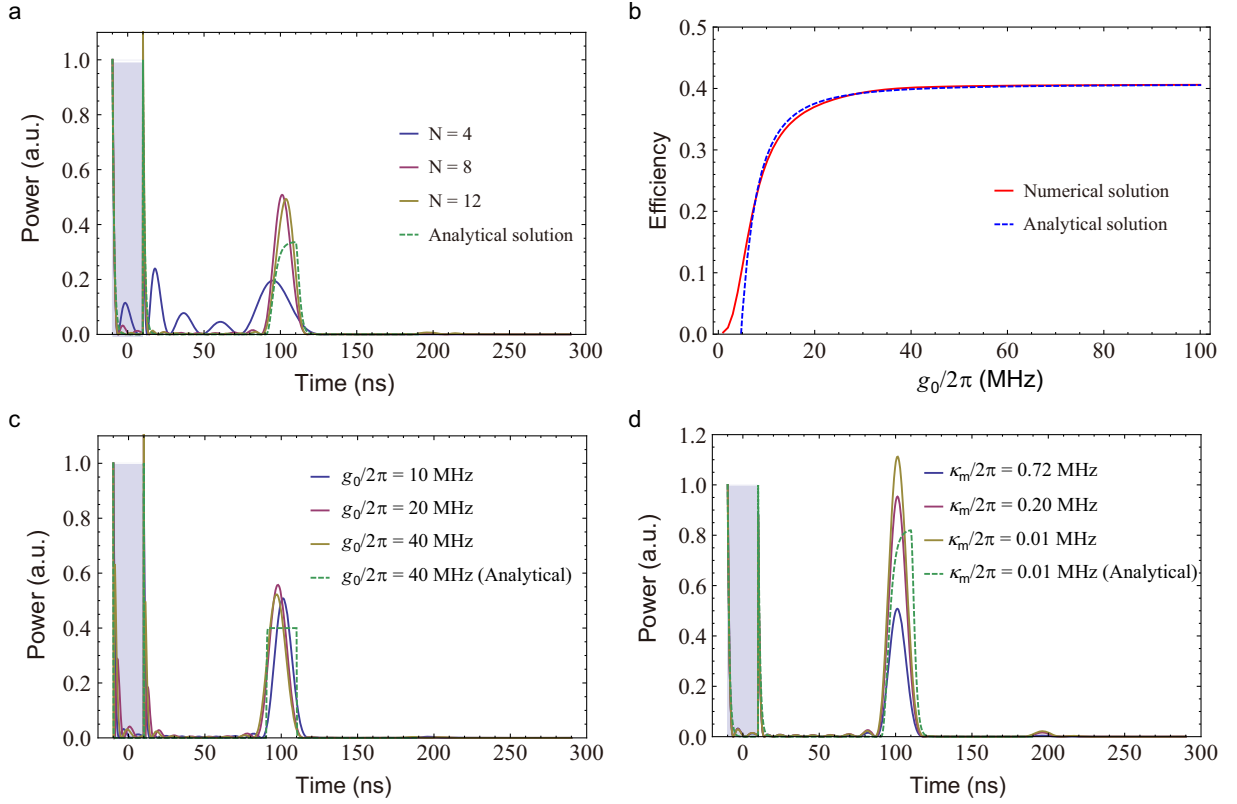 a
Power (a.u.)
1.0
0.8
0.6
0.4
0.2
0.0
0
50
100
150
200
250
300
Time (ns)
N = 4
N = 8
N = 12
Analytical solution
b
Efficiency
0.5
0.4
0.3
0.2
0.1
0.0
0
20
40
60
80
100
g₀/2π (MHz)
Numerical solution
Analytical solution
c
Power (a.u.)
1.0
0.8
0.6
0.4
0.2
0.0
0
50
100
150
200
250
300
Time (ns)
g₀/2π = 10 MHz
g₀/2π = 20 MHz
g₀/2π = 40 MHz
g₀/2π = 40 MHz (Analytical)
d
Power (a.u.)
1.2
1.0
0.8
0.6
0.4
0.2
0.0
0
50
100
150
200
250
300
Time (ns)
κₘ/2π = 0.72 MHz
κₘ/2π = 0.20 MHz
κₘ/2π = 0.01 MHz
κₘ/2π = 0.01 MHz (Analytical)